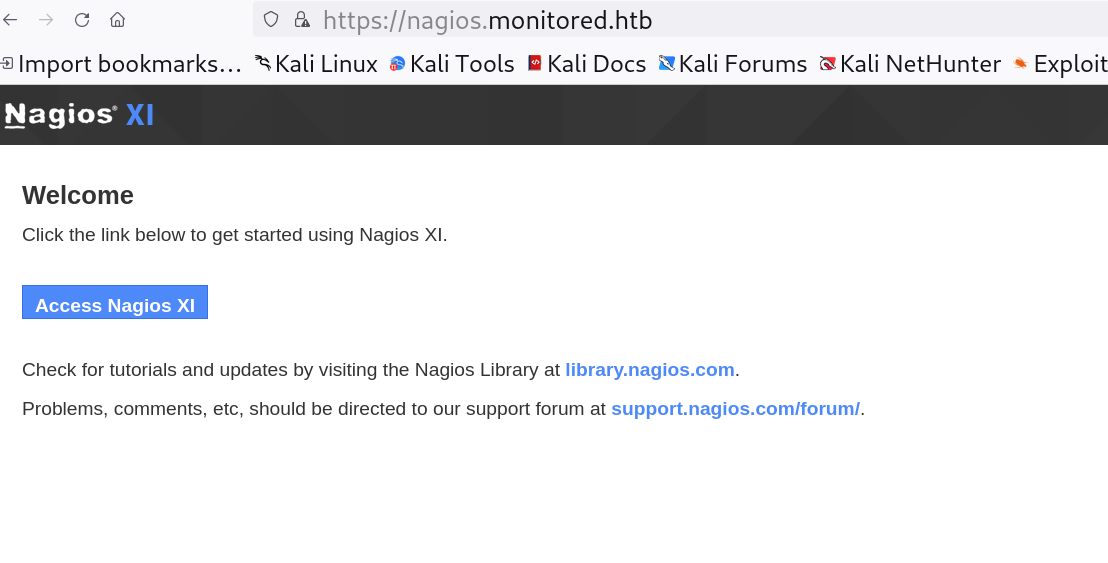 https://nagios.monitored.htb
Import bookmarks... Kali Linux Kali Tools Kali Docs Kali Forums Kali NetHunter Exploit
Nagios® XI
Welcome
Click the link below to get started using Nagios XI.
Access Nagios XI
Check for tutorials and updates by visiting the Nagios Library at library.nagios.com.
Problems, comments, etc, should be directed to our support forum at support.nagios.com/forum/.